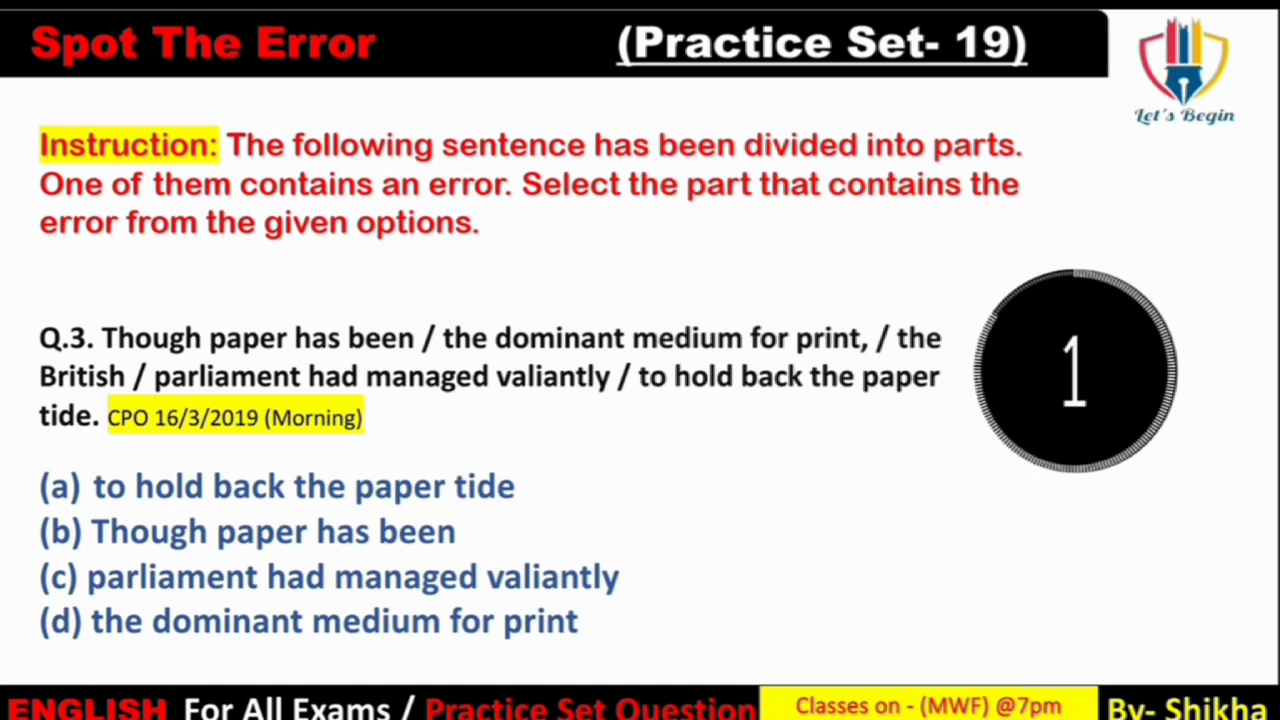 Spot The Error
(Practice Set- 19)
Let's Begin
Instruction: The following sentence has been divided into parts.
One of them contains an error. Select the part that contains the
error from the given options.
Q.3. Though paper has been / the dominant medium for print, / the
British / parliament had managed valiantly / to hold back the paper
tide. CPO 16/3/2019 (Morning)
1
(a) to hold back the paper tide
(b) Though paper has been
(c) parliament had managed valiantly
(d) the dominant medium for print
ENGLISH For All Exams / Practice Set Question
Classes on - (MWF) @7pm
By- Shikha